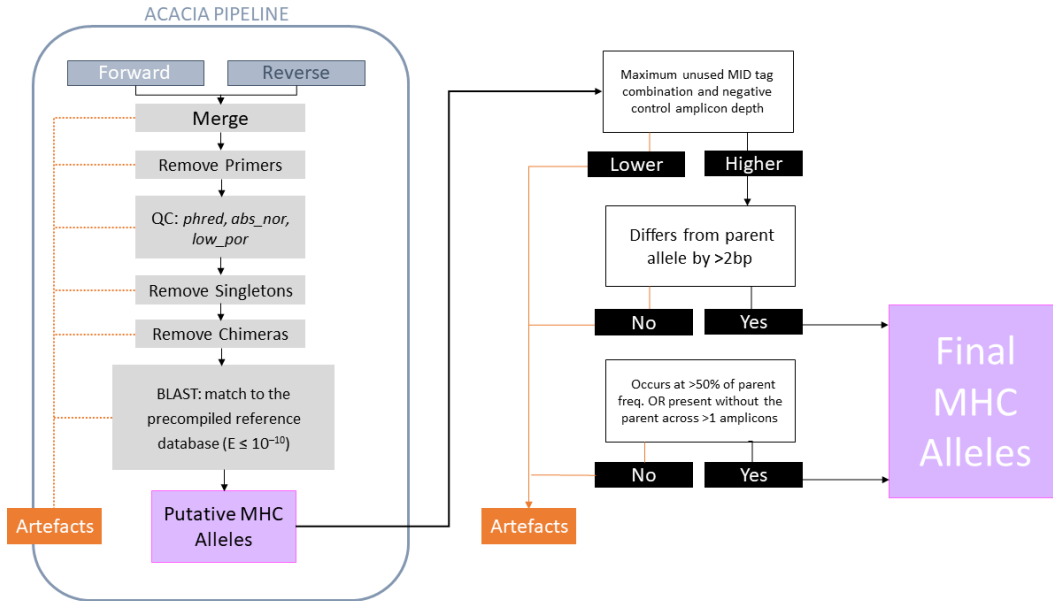 ACACIA PIPELINE
Forward
Reverse
Merge
Remove Primers
QC: phred, abs_nor,
low_por
Remove Singletons
Remove Chimeras
BLAST: match to the
precompiled reference
database (E ≤ 10⁻¹⁰)
Artefacts
Putative MHC
Alleles
Maximum unused MID tag
combination and negative
control amplicon depth
Lower
Higher
Differs from parent
allele by >2bp
No
Yes
Occurs at >50% of parent
freq. OR present without the
parent across >1 amplicons
No
Yes
Artefacts
Final
MHC
Alleles